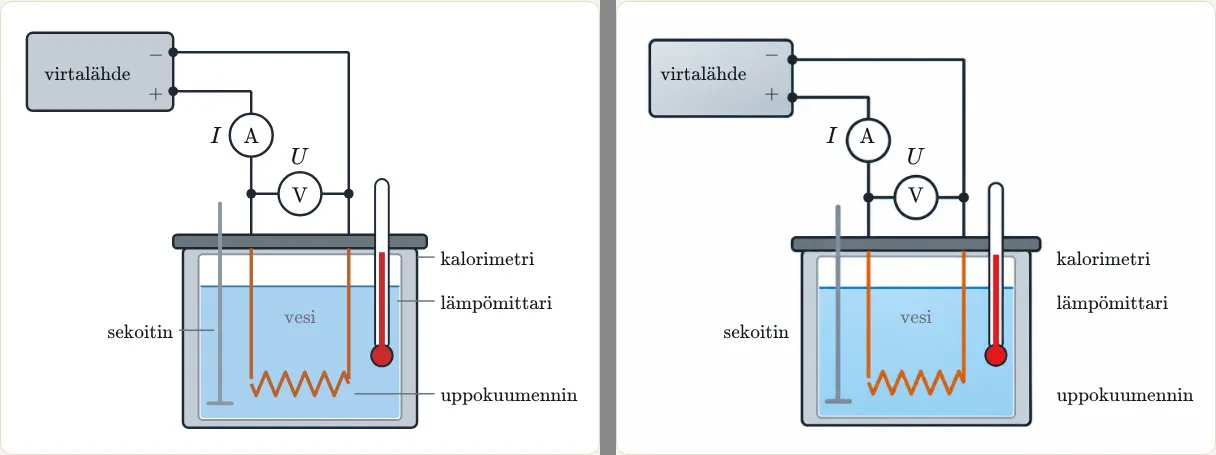 virtalähde
−
+
I
A
U
V
kalorimetri
lämpömittari
vesi
sekoitin
uppokuumennin
virtalähde
−
+
I
A
U
V
kalorimetri
lämpömittari
vesi
sekoitin
uppokuumennin